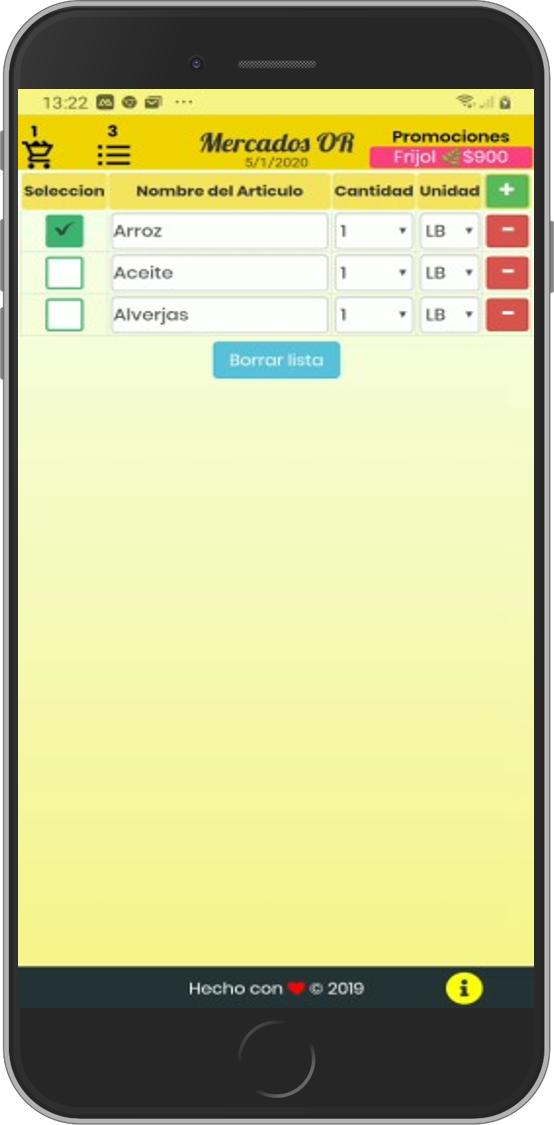 13:22 ...
1 3 Mercados OR Promociones
5/1/2020 Frijol 🌿$900
Seleccion Nombre del Articulo Cantidad Unidad +
Arroz 1 LB -
Aceite 1 LB -
Alverjas 1 LB -
Borrar lista
Hecho con ❤ © 2019 i